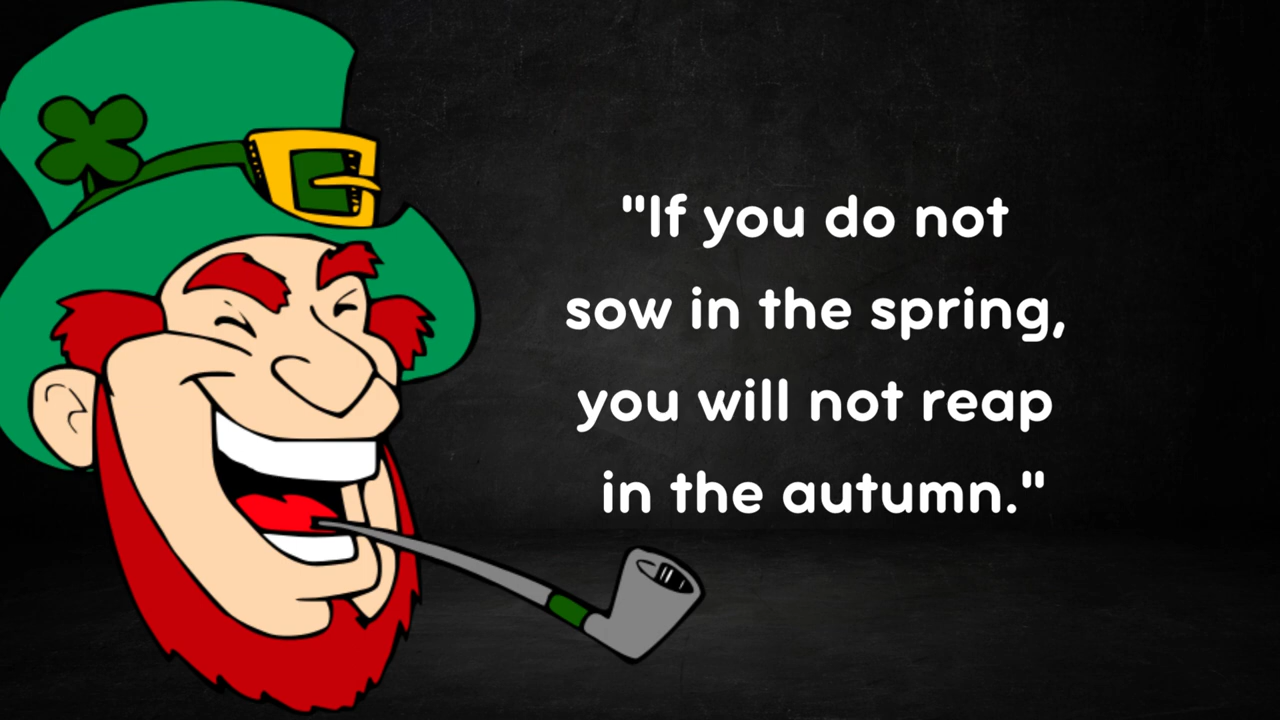 "If you do not
sow in the spring,
you will not reap
in the autumn."